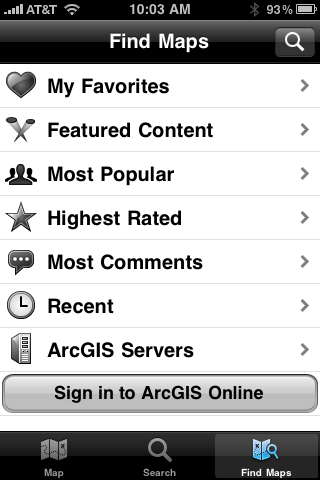 AT&T 10:03 AM 93%
Find Maps
My Favorites
Featured Content
Most Popular
Highest Rated
Most Comments
Recent
ArcGIS Servers
Sign in to ArcGIS Online
Map Search Find Maps